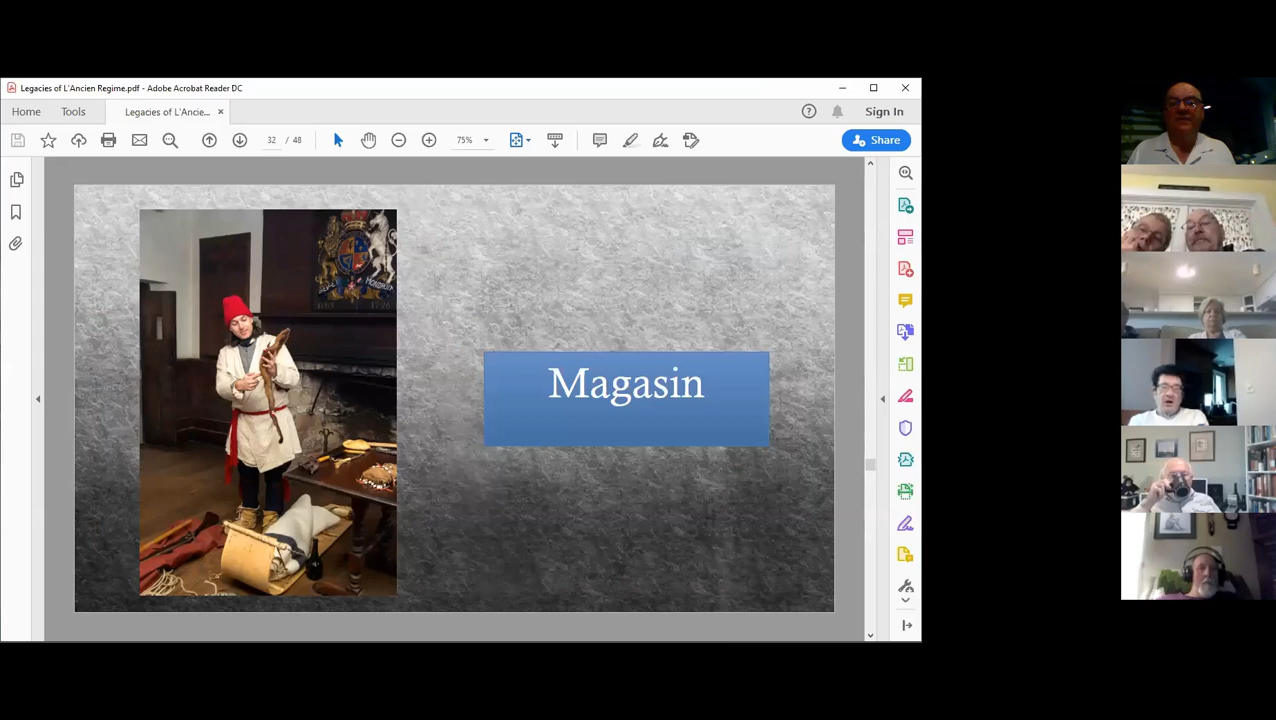 Legacies of L'Ancien Regime.pdf - Adobe Acrobat Reader DC
Home Tools Legacies of L'Ancie... Sign In
32 / 48 75% Share
Magasin